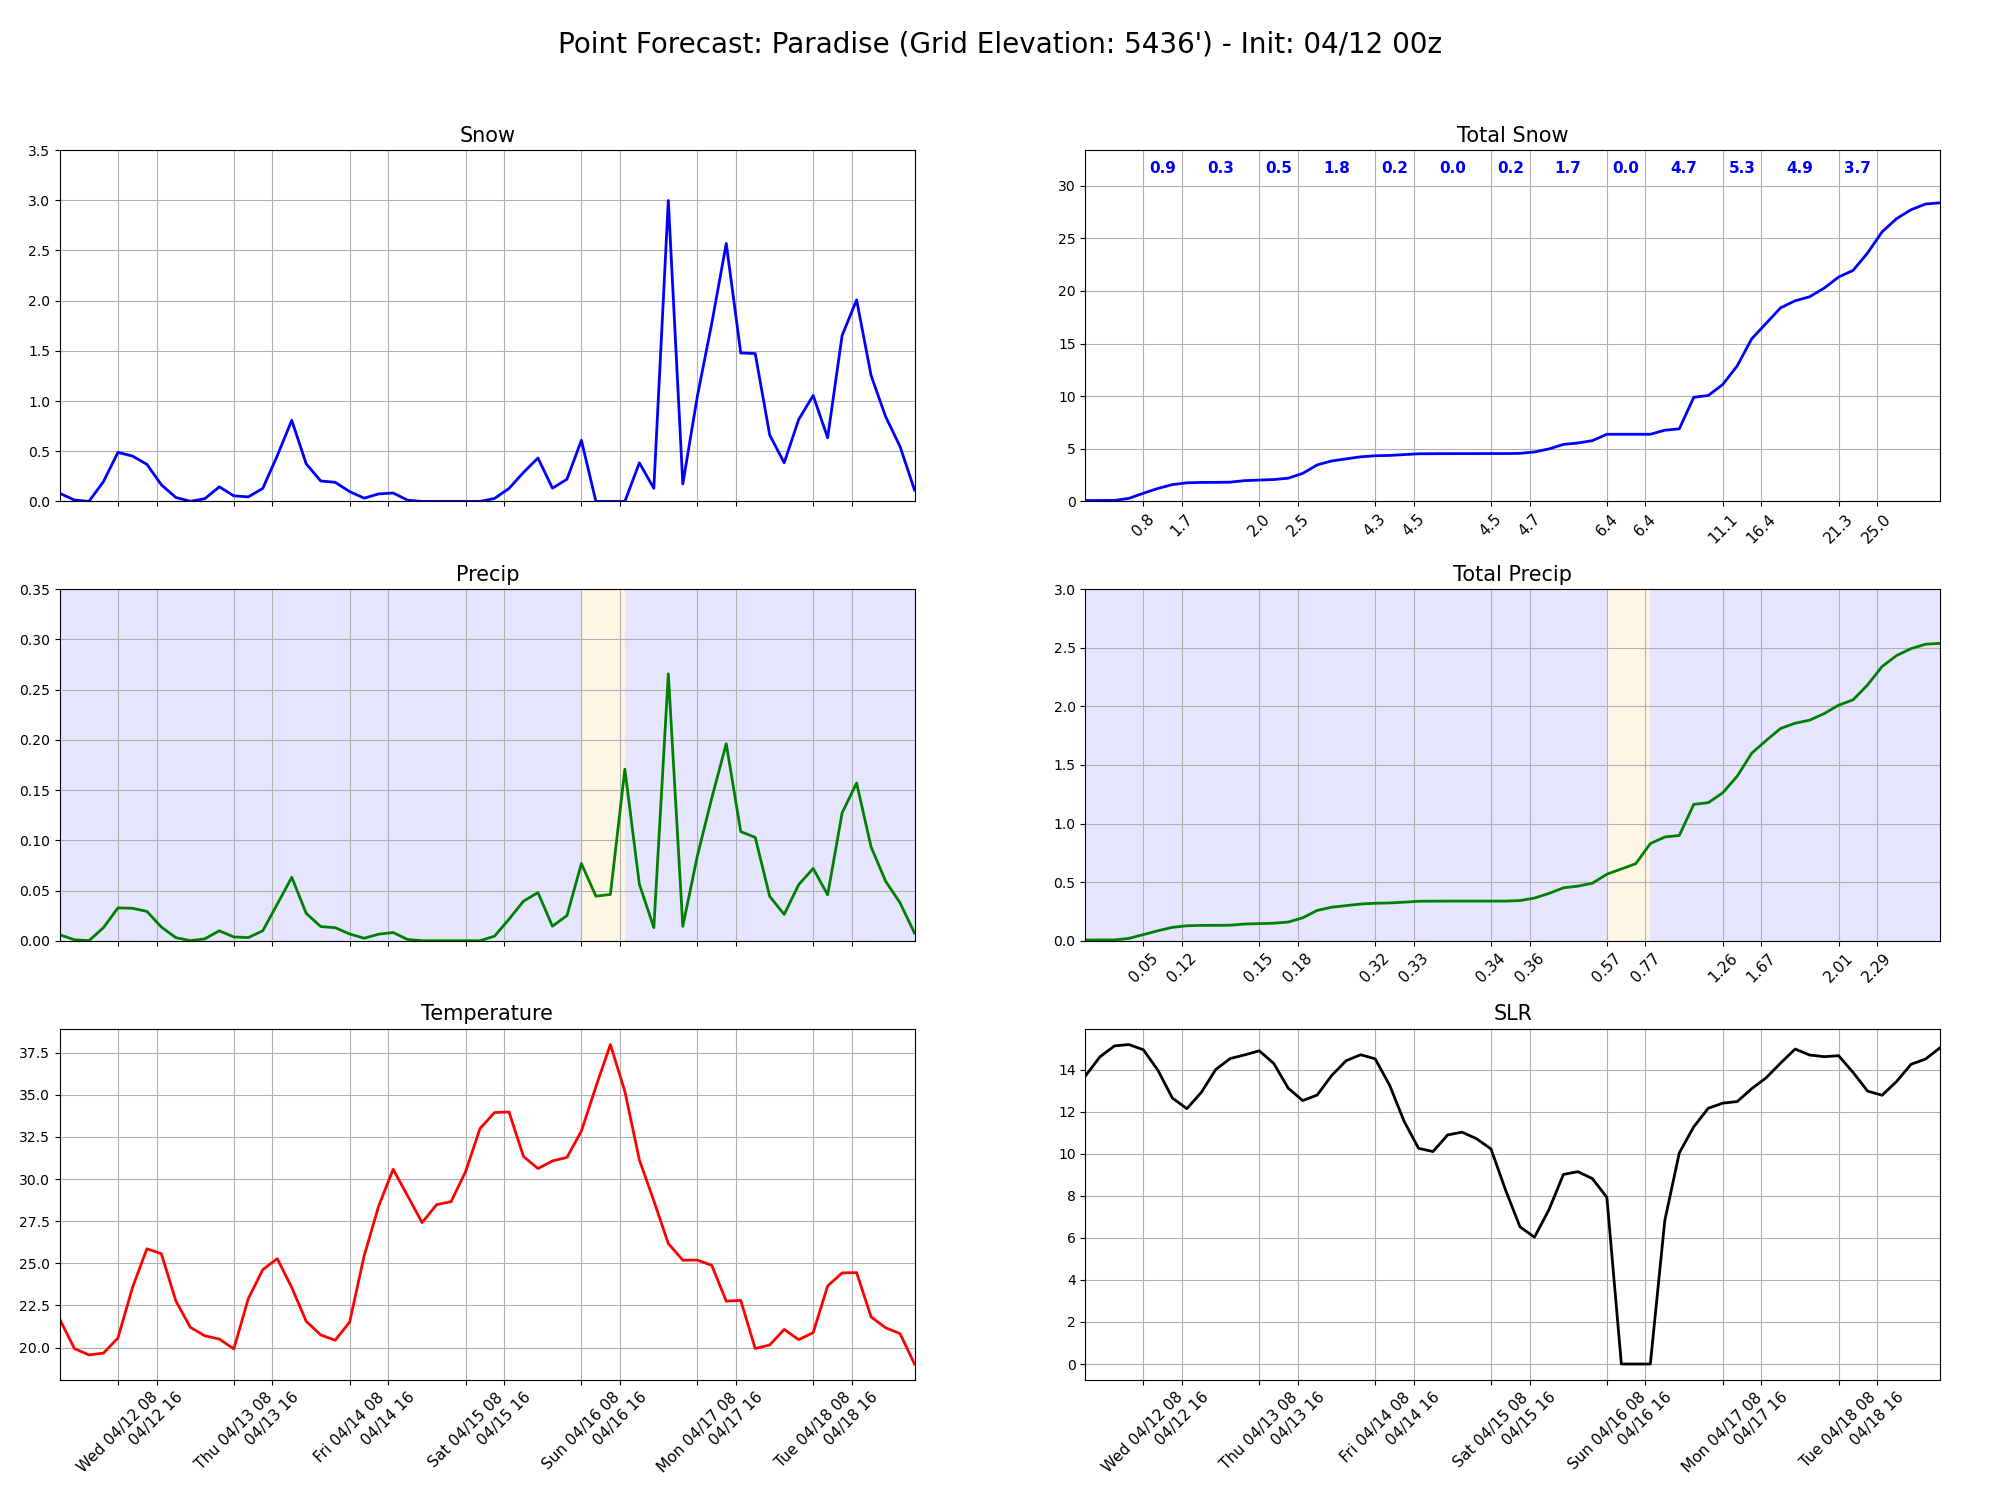 Point Forecast: Paradise (Grid Elevation: 5436') - Init: 04/12 00z
Snow
3.5
3.0
2.5
2.0
1.5
1.0
0.5
0.0
Total Snow
0.9 0.3 0.5 1.8 0.2 0.0 0.2 1.7 0.0 4.7 5.3 4.9 3.7
30
25
20
15
10
5
0
0.8 1.7 2.0 2.5 4.3 4.5 4.5 4.7 6.4 6.4 11.1 16.4 21.3 25.0
Precip
0.35
0.30
0.25
0.20
0.15
0.10
0.05
0.00
Total Precip
3.0
2.5
2.0
1.5
1.0
0.5
0.0
0.05 0.12 0.15 0.18 0.32 0.33 0.34 0.36 0.57 0.77 1.26 1.67 2.01 2.29
Temperature
37.5
35.0
32.5
30.0
27.5
25.0
22.5
20.0
Wed 04/12 08
04/12 16
Thu 04/13 08
04/13 16
Fri 04/14 08
04/14 16
Sat 04/15 08
04/15 16
Sun 04/16 08
04/16 16
Mon 04/17 08
04/17 16
Tue 04/18 08
04/18 16
SLR
14
12
10
8
6
4
2
0
Wed 04/12 08
04/12 16
Thu 04/13 08
04/13 16
Fri 04/14 08
04/14 16
Sat 04/15 08
04/15 16
Sun 04/16 08
04/16 16
Mon 04/17 08
04/17 16
Tue 04/18 08
04/18 16